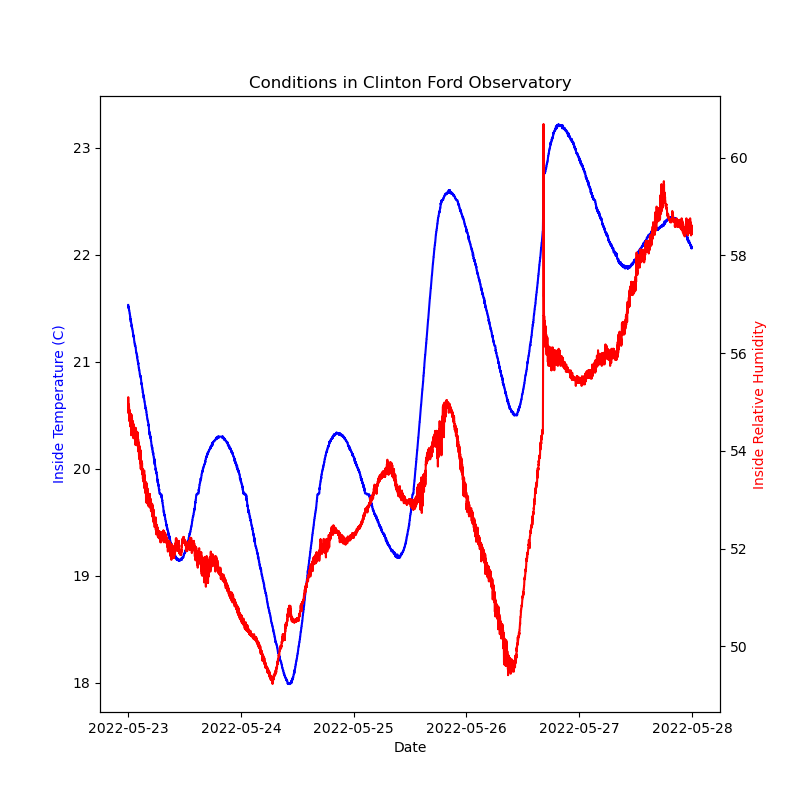 Conditions in Clinton Ford Observatory
Inside Temperature (C)
23
22
21
20
19
18
60
58
56
54
52
50
Inside Relative Humidity
2022-05-23 2022-05-24 2022-05-25 2022-05-26 2022-05-27 2022-05-28
Date